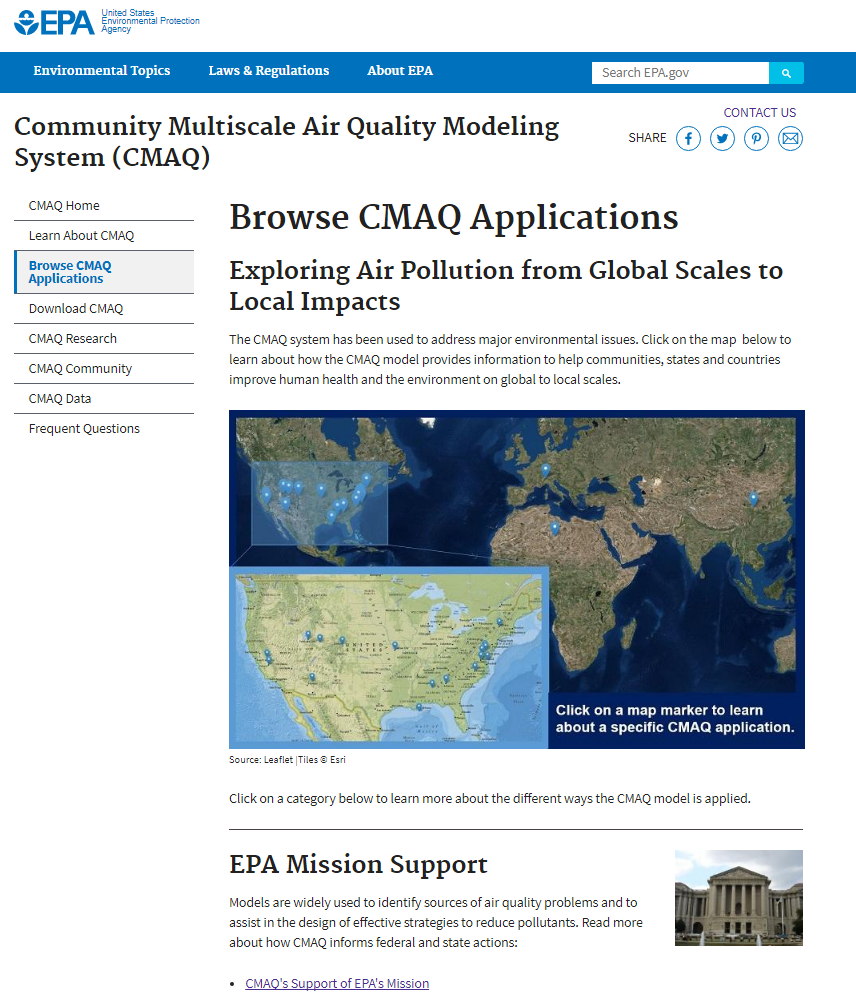 EPA
United States
Environmental Protection
Agency
Environmental Topics
Laws & Regulations
About EPA
Search EPA.gov
CONTACT US
Community Multiscale Air Quality Modeling
System (CMAQ)
SHARE
CMAQ Home
Learn About CMAQ
Browse CMAQ
Applications
Download CMAQ
CMAQ Research
CMAQ Community
CMAQ Data
Frequent Questions
Browse CMAQ Applications
Exploring Air Pollution from Global Scales to
Local Impacts
The CMAQ system has been used to address major environmental issues. Click on the map below to
learn about how the CMAQ model provides information to help communities, states and countries
improve human health and the environment on global to local scales.
UNITED
STATES
Click on a map marker to learn
about a specific CMAQ application.
Source: Leaflet |Tiles © Esri
Click on a category below to learn more about the different ways the CMAQ model is applied.
EPA Mission Support
Models are widely used to identify sources of air quality problems and to
assist in the design of effective strategies to reduce pollutants. Read more
about how CMAQ informs federal and state actions:
▪ CMAQ's Support of EPA's Mission